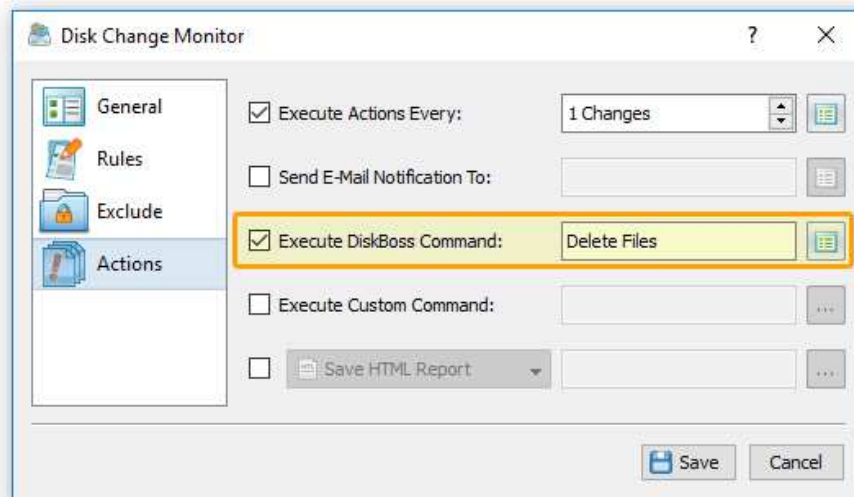 Disk Change Monitor
?
General
Rules
Exclude
Actions
Execute Actions Every:
1 Changes
Send E-Mail Notification To:
Execute DiskBoss Command:
Delete Files
Execute Custom Command:
...
Save HTML Report
...
Save
Cancel